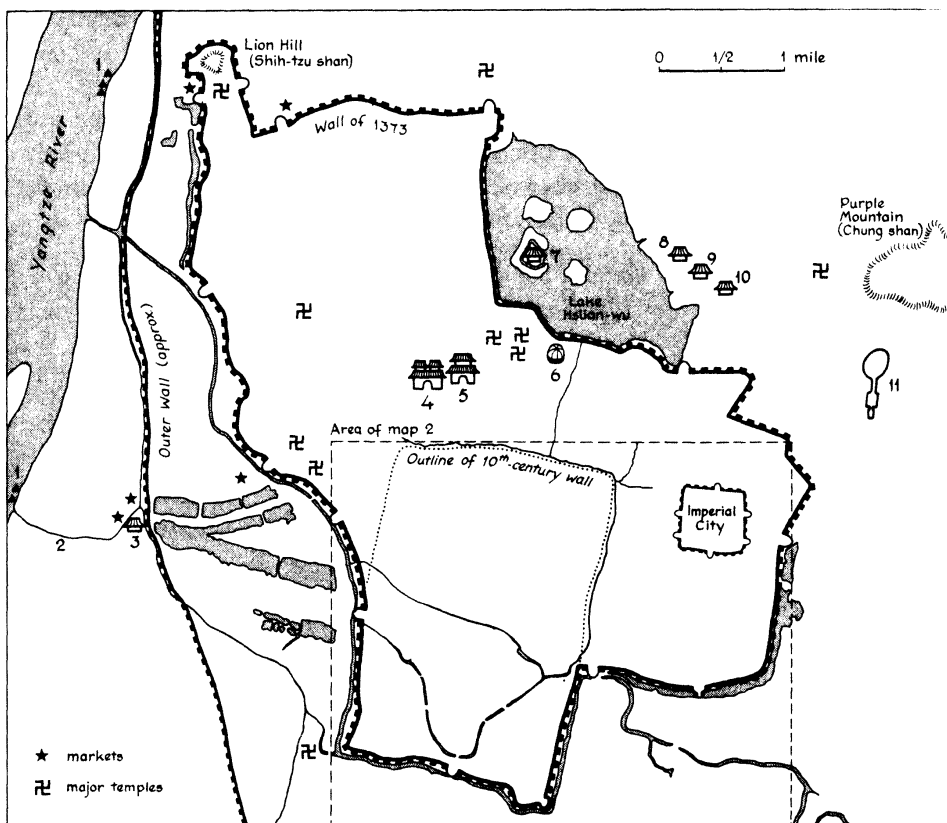 Lion Hill
(Shih-tzu shan)
0 1/2 1 mile
1
Wall of 1373
Yangtze River
Purple
Mountain
(Chung shan)
8
9
10
7
Lake
Hsüan-wu
Outer Wall (approx)
6
4
5
11
Area of map 2
Outline of 10th-century wall
Imperial
City
1
2
3
★ markets
卐 major temples